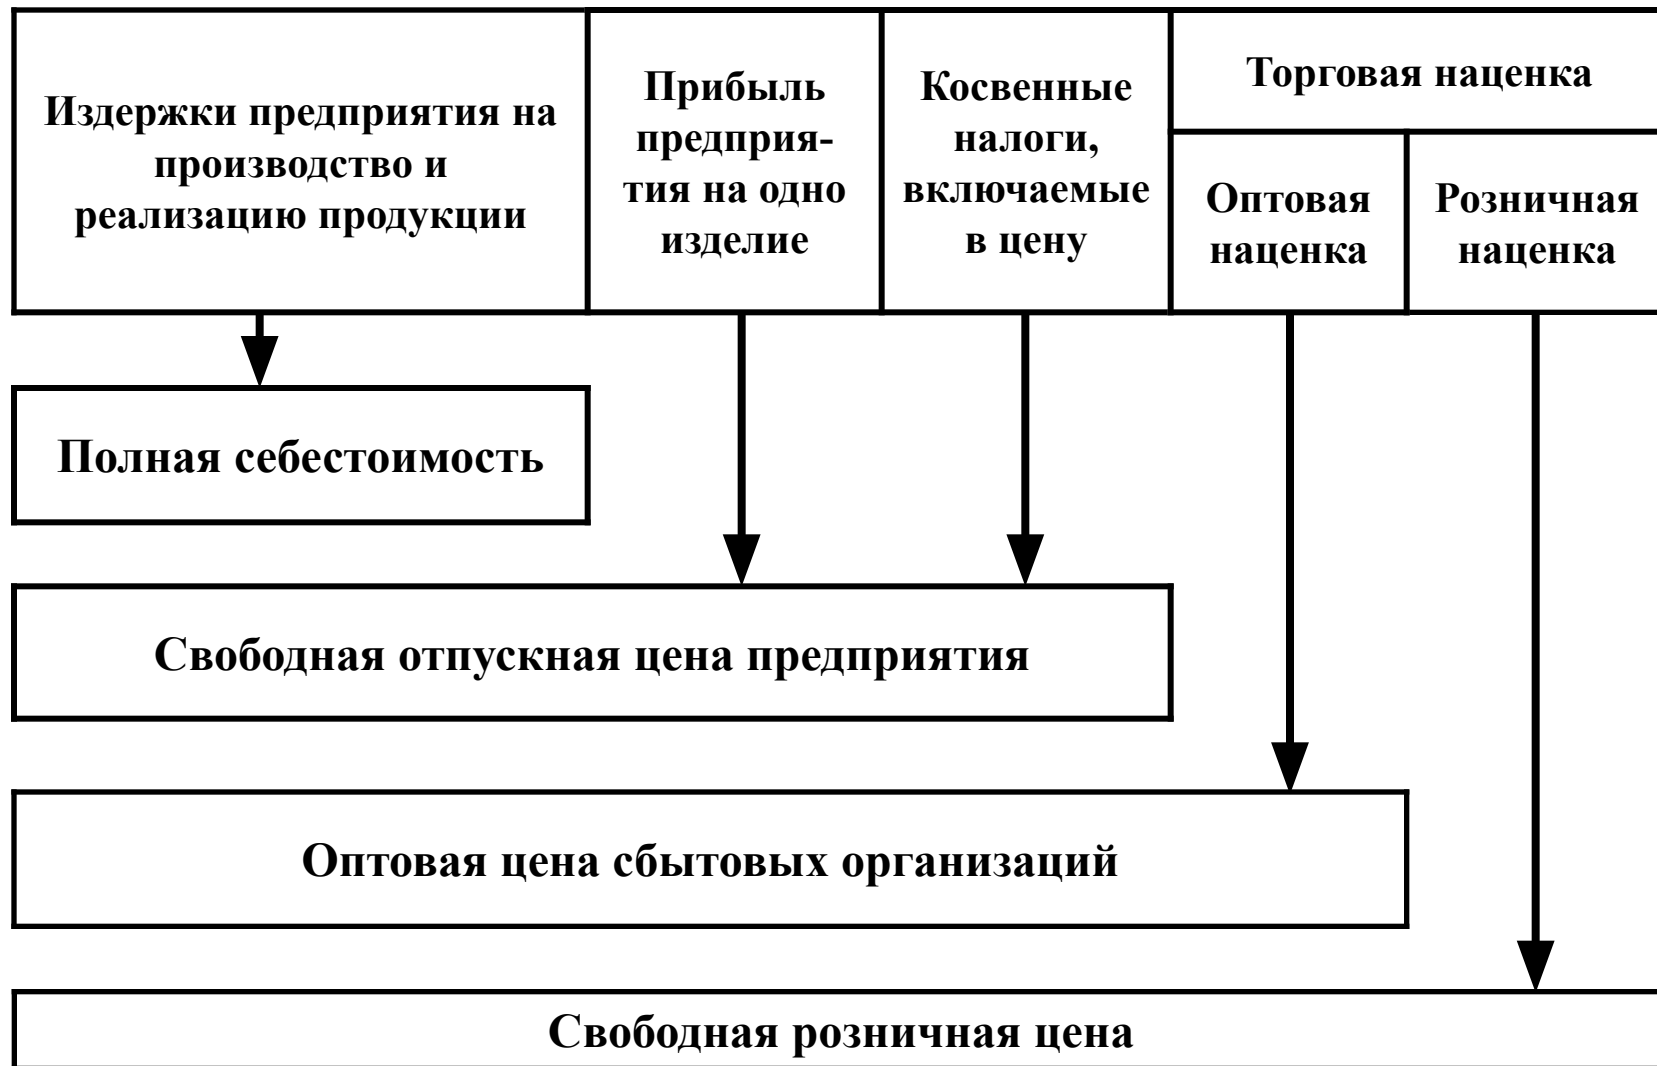 Издержки предприятия на
производство и
реализацию продукции
Прибыль
предприя-
тия на одно
изделие
Косвенные
налоги,
включаемые
в цену
Торговая наценка
Оптовая
наценка
Розничная
наценка
Полная себестоимость
Свободная отпускная цена предприятия
Оптовая цена сбытовых организаций
Свободная розничная цена